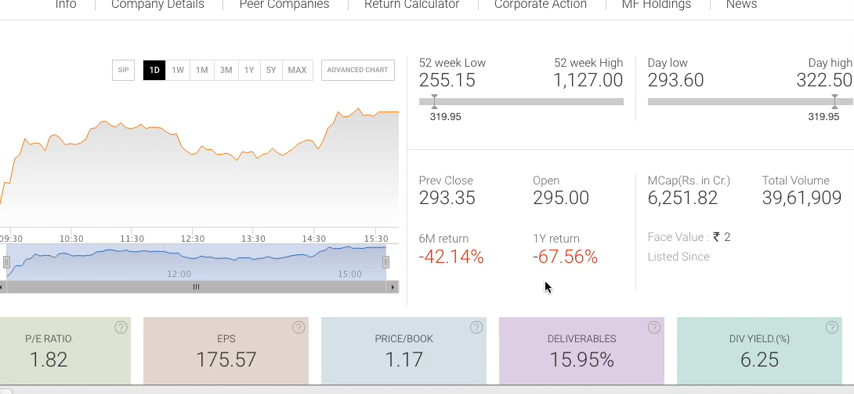 Info Company Details Peer Companies Return Calculator Corporate Action MF Holdings News
SIP 1D 1W 1M 3M 1Y 5Y MAX ADVANCED CHART
09:30 10:30 11:30 12:30 13:30 14:30 15:30
12:00 15:00
52 week Low 52 week High
255.15 1,127.00
319.95
Day low Day high
293.60 322.50
319.95
Prev Close Open
293.35 295.00
6M return 1Y return
-42.14% -67.56%
MCap(Rs. in Cr.) Total Volume
6,251.82 39,61,909
Face Value : ₹ 2
Listed Since
P/E RATIO ?
1.82
EPS ?
175.57
PRICE/BOOK ?
1.17
DELIVERABLES ?
15.95%
DIV YIELD.(%) ?
6.25